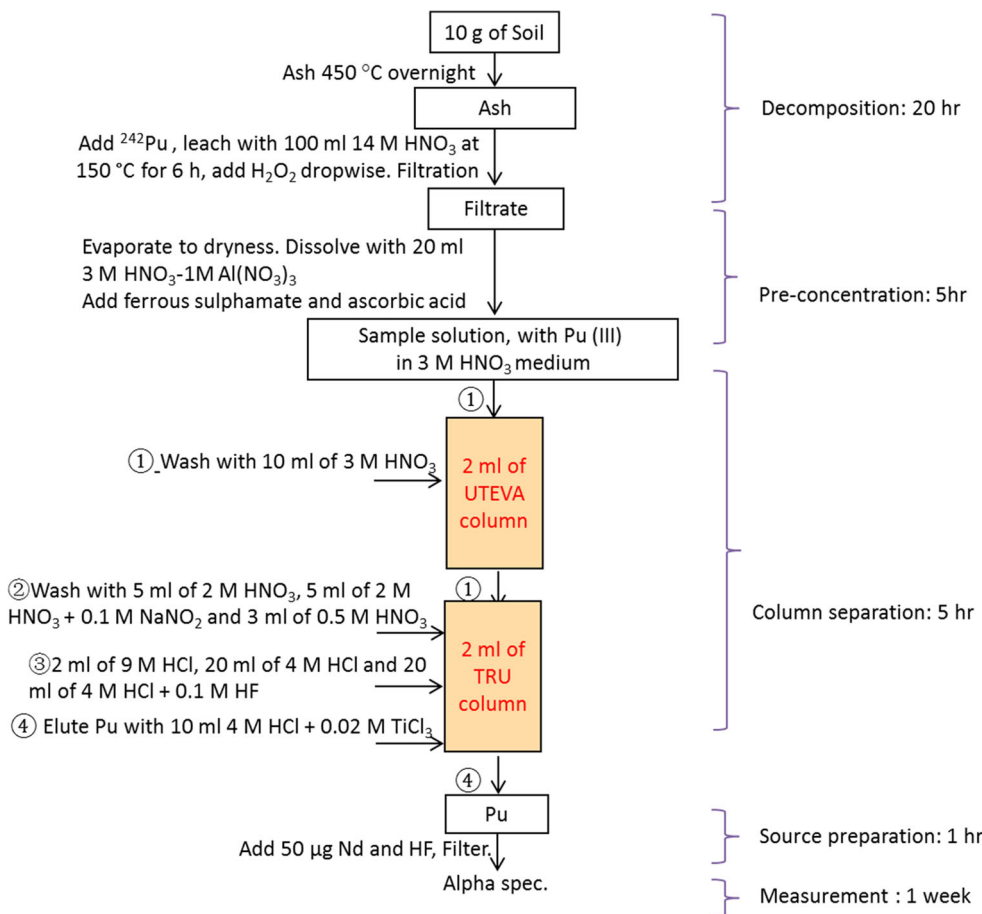 10 g of Soil
Ash 450 °C overnight
Ash
Decomposition: 20 hr
Add ²⁴²Pu , leach with 100 ml 14 M HNO₃ at
150 °C for 6 h, add H₂O₂ dropwise. Filtration
Filtrate
Evaporate to dryness. Dissolve with 20 ml
3 M HNO₃-1M Al(NO₃)₃
Add ferrous sulphamate and ascorbic acid
Pre-concentration: 5hr
Sample solution, with Pu (III)
in 3 M HNO₃ medium
①
① Wash with 10 ml of 3 M HNO₃
2 ml of
UTEVA
column
②Wash with 5 ml of 2 M HNO₃, 5 ml of 2 M
HNO₃ + 0.1 M NaNO₂ and 3 ml of 0.5 M HNO₃
①
Column separation: 5 hr
2 ml of
TRU
column
③2 ml of 9 M HCl, 20 ml of 4 M HCl and 20
ml of 4 M HCl + 0.1 M HF
④ Elute Pu with 10 ml 4 M HCl + 0.02 M TiCl₃
④
Pu
Add 50 µg Nd and HF, Filter.
Source preparation: 1 hr
Alpha spec.
Measurement : 1 week